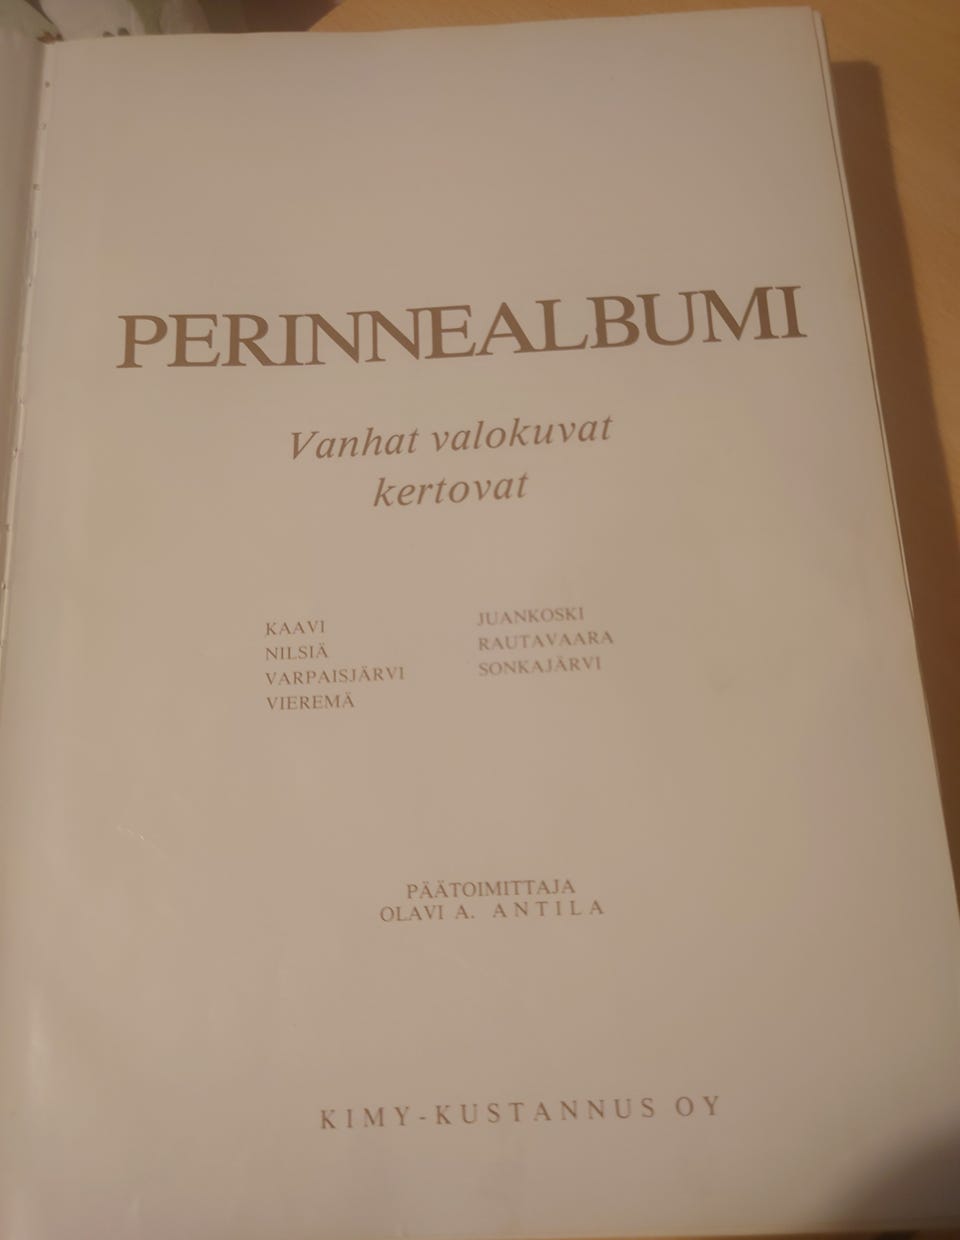 PERINNEALBUMI
Vanhat valokuvat
kertovat
KAAVI
NILSIÄ
VARPAISJÄRVI
VIEREMÄ
JUANKOSKI
RAUTAVAARA
SONKAJÄRVI
PÄÄTOIMITTAJA
OLAVI A. ANTILA
KIMY-KUSTANNUS OY